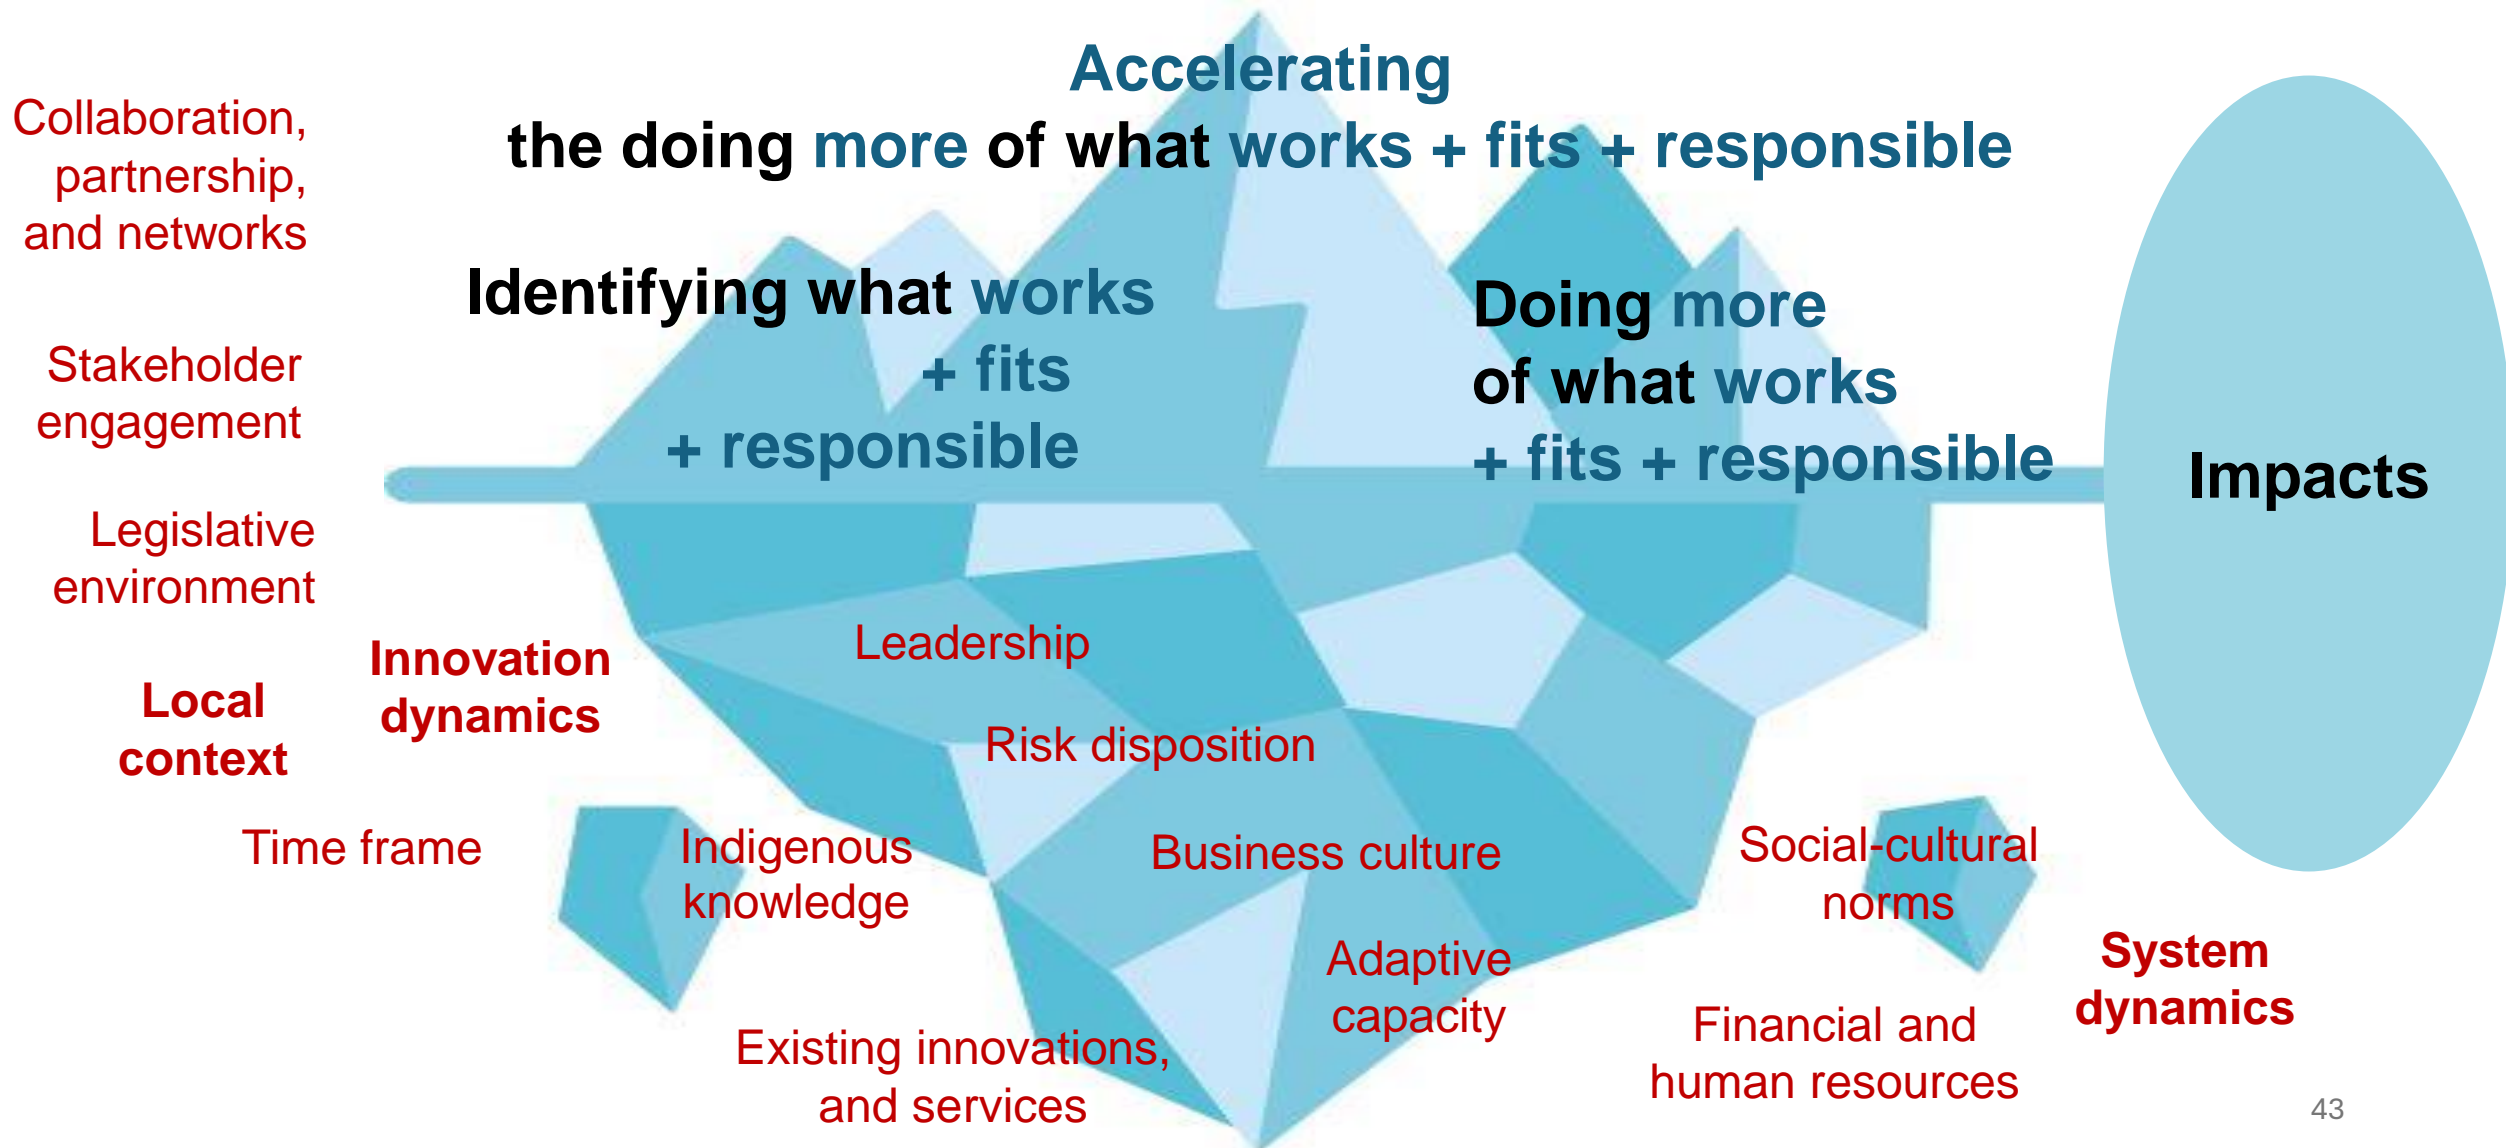 Accelerating
the doing more of what works + fits + responsible
Collaboration,
partnership,
and networks
Identifying what works
+ fits
+ responsible
Doing more
of what works
+ fits + responsible
Impacts
Stakeholder
engagement
Legislative
environment
Innovation
dynamics
Local
context
Leadership
Risk disposition
Time frame
Indigenous
knowledge
Business culture
Social-cultural
norms
Adaptive
capacity
System
dynamics
Existing innovations,
and services
Financial and
human resources
43